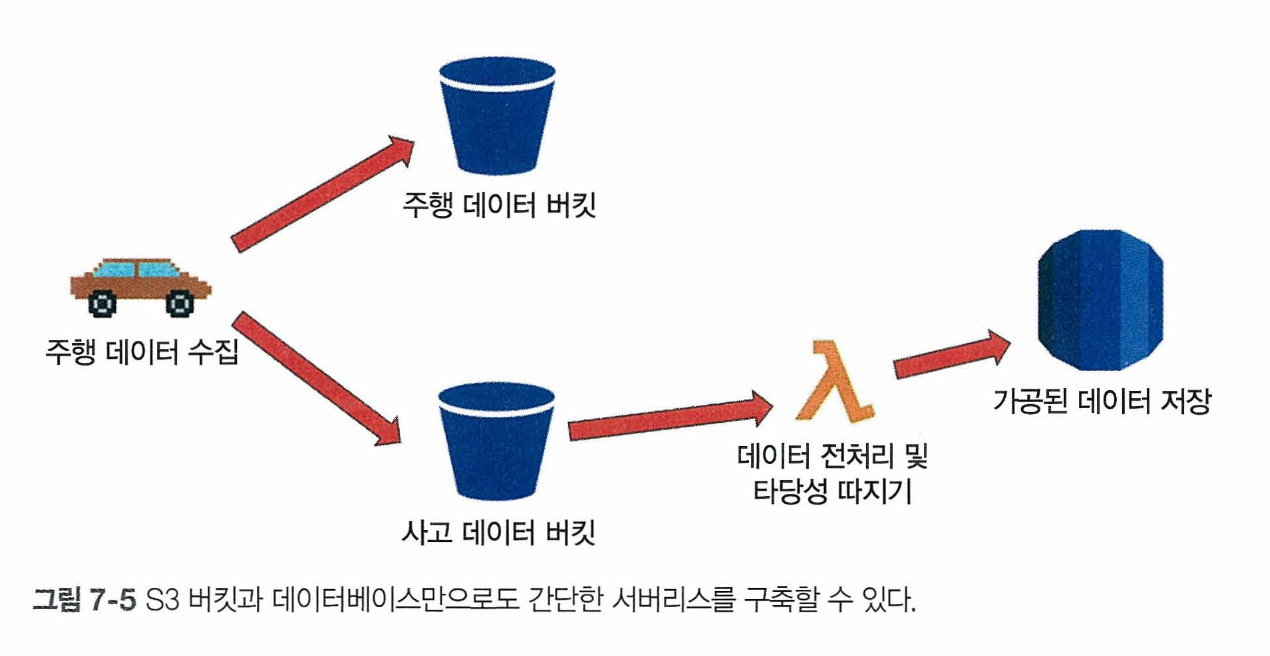 주행 데이터 버킷
주행 데이터 수집
가공된 데이터 저장
데이터 전처리 및
타당성 따지기
사고 데이터 버킷
그림 7-5 S3 버킷과 데이터베이스만으로도 간단한 서버리스를 구축할 수 있다.